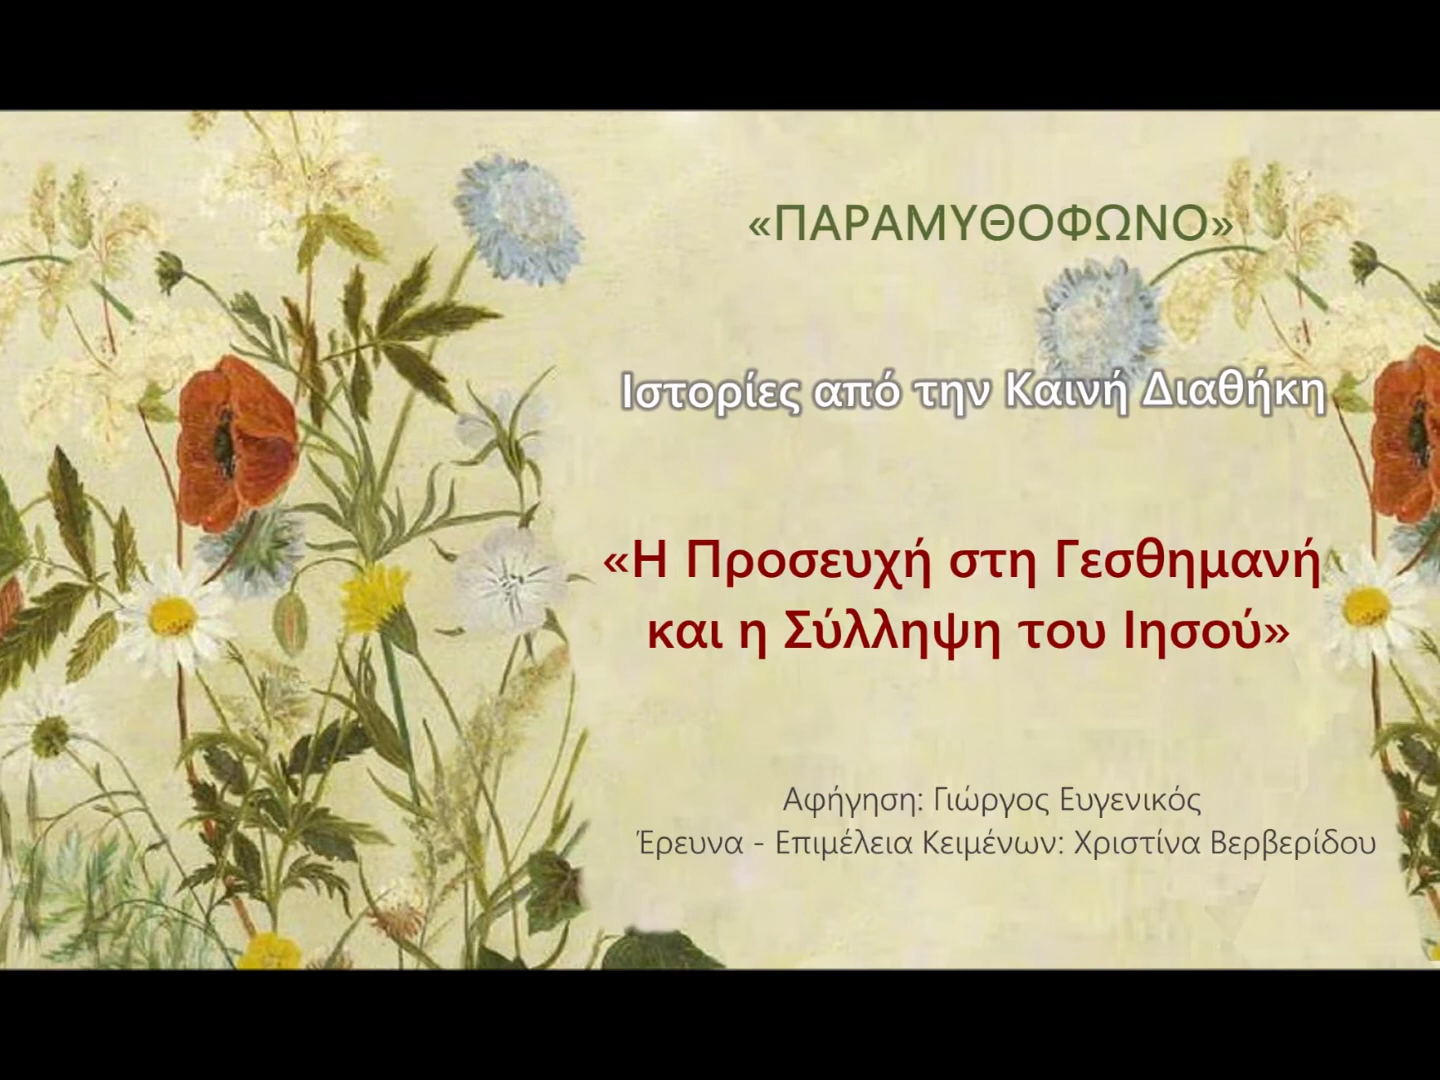 «ΠΑΡΑΜΥΘΟΦΩΝΟ»
Ιστορίες από την Καινή Διαθήκη
«Η Προσευχή στη Γεσθημανή
και η Σύλληψη του Ιησού»
Αφήγηση: Γιώργος Ευγενικός
Έρευνα - Επιμέλεια Κειμένων: Χριστίνα Βερβερίδου